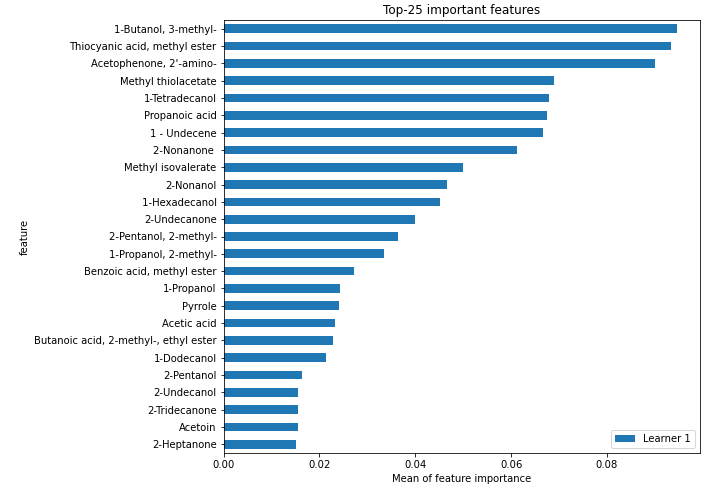 Top-25 important features
1-Butanol, 3-methyl-
Thiocyanic acid, methyl ester
Acetophenone, 2'-amino-
Methyl thiolacetate
1-Tetradecanol
Propanoic acid
1 - Undecene
2-Nonanone
Methyl isovalerate
2-Nonanol
1-Hexadecanol
2-Undecanone
2-Pentanol, 2-methyl-
1-Propanol, 2-methyl-
Benzoic acid, methyl ester
1-Propanol
Pyrrole
Acetic acid
Butanoic acid, 2-methyl-, ethyl ester
1-Dodecanol
2-Pentanol
2-Undecanol
2-Tridecanone
Acetoin
2-Heptanone
feature
Learner 1
0.00 0.02 0.04 0.06 0.08
Mean of feature importance